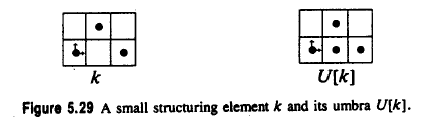 k U[k]
Figure 5.29 A small structuring element k and its umbra U[k].